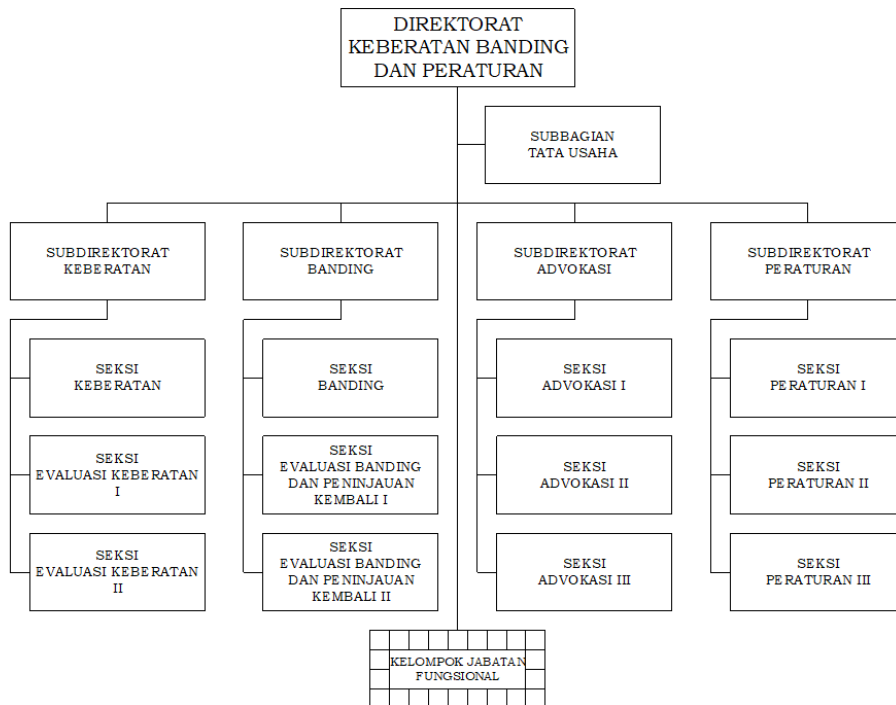 DIREKTORAT
KEBERATAN BANDING
DAN PERATURAN
SUBBAGIAN
TATA USAHA
SUBDIREKTORAT
KEBERATAN
SUBDIREKTORAT
BANDING
SUBDIREKTORAT
ADVOKASI
SUBDIREKTORAT
PERATURAN
SEKSI
KEBERATAN
SEKSI
BANDING
SEKSI
ADVOKASI I
SEKSI
PERATURAN I
SEKSI
EVALUASI KEBERATAN
I
SEKSI
EVALUASI BANDING
DAN PENINJAUAN
KEMBALI I
SEKSI
ADVOKASI II
SEKSI
PERATURAN II
SEKSI
EVALUASI KEBERATAN
II
SEKSI
EVALUASI BANDING
DAN PENINJAUAN
KEMBALI II
SEKSI
ADVOKASI III
SEKSI
PERATURAN III
KELOMPOK JABATAN
FUNGSIONAL